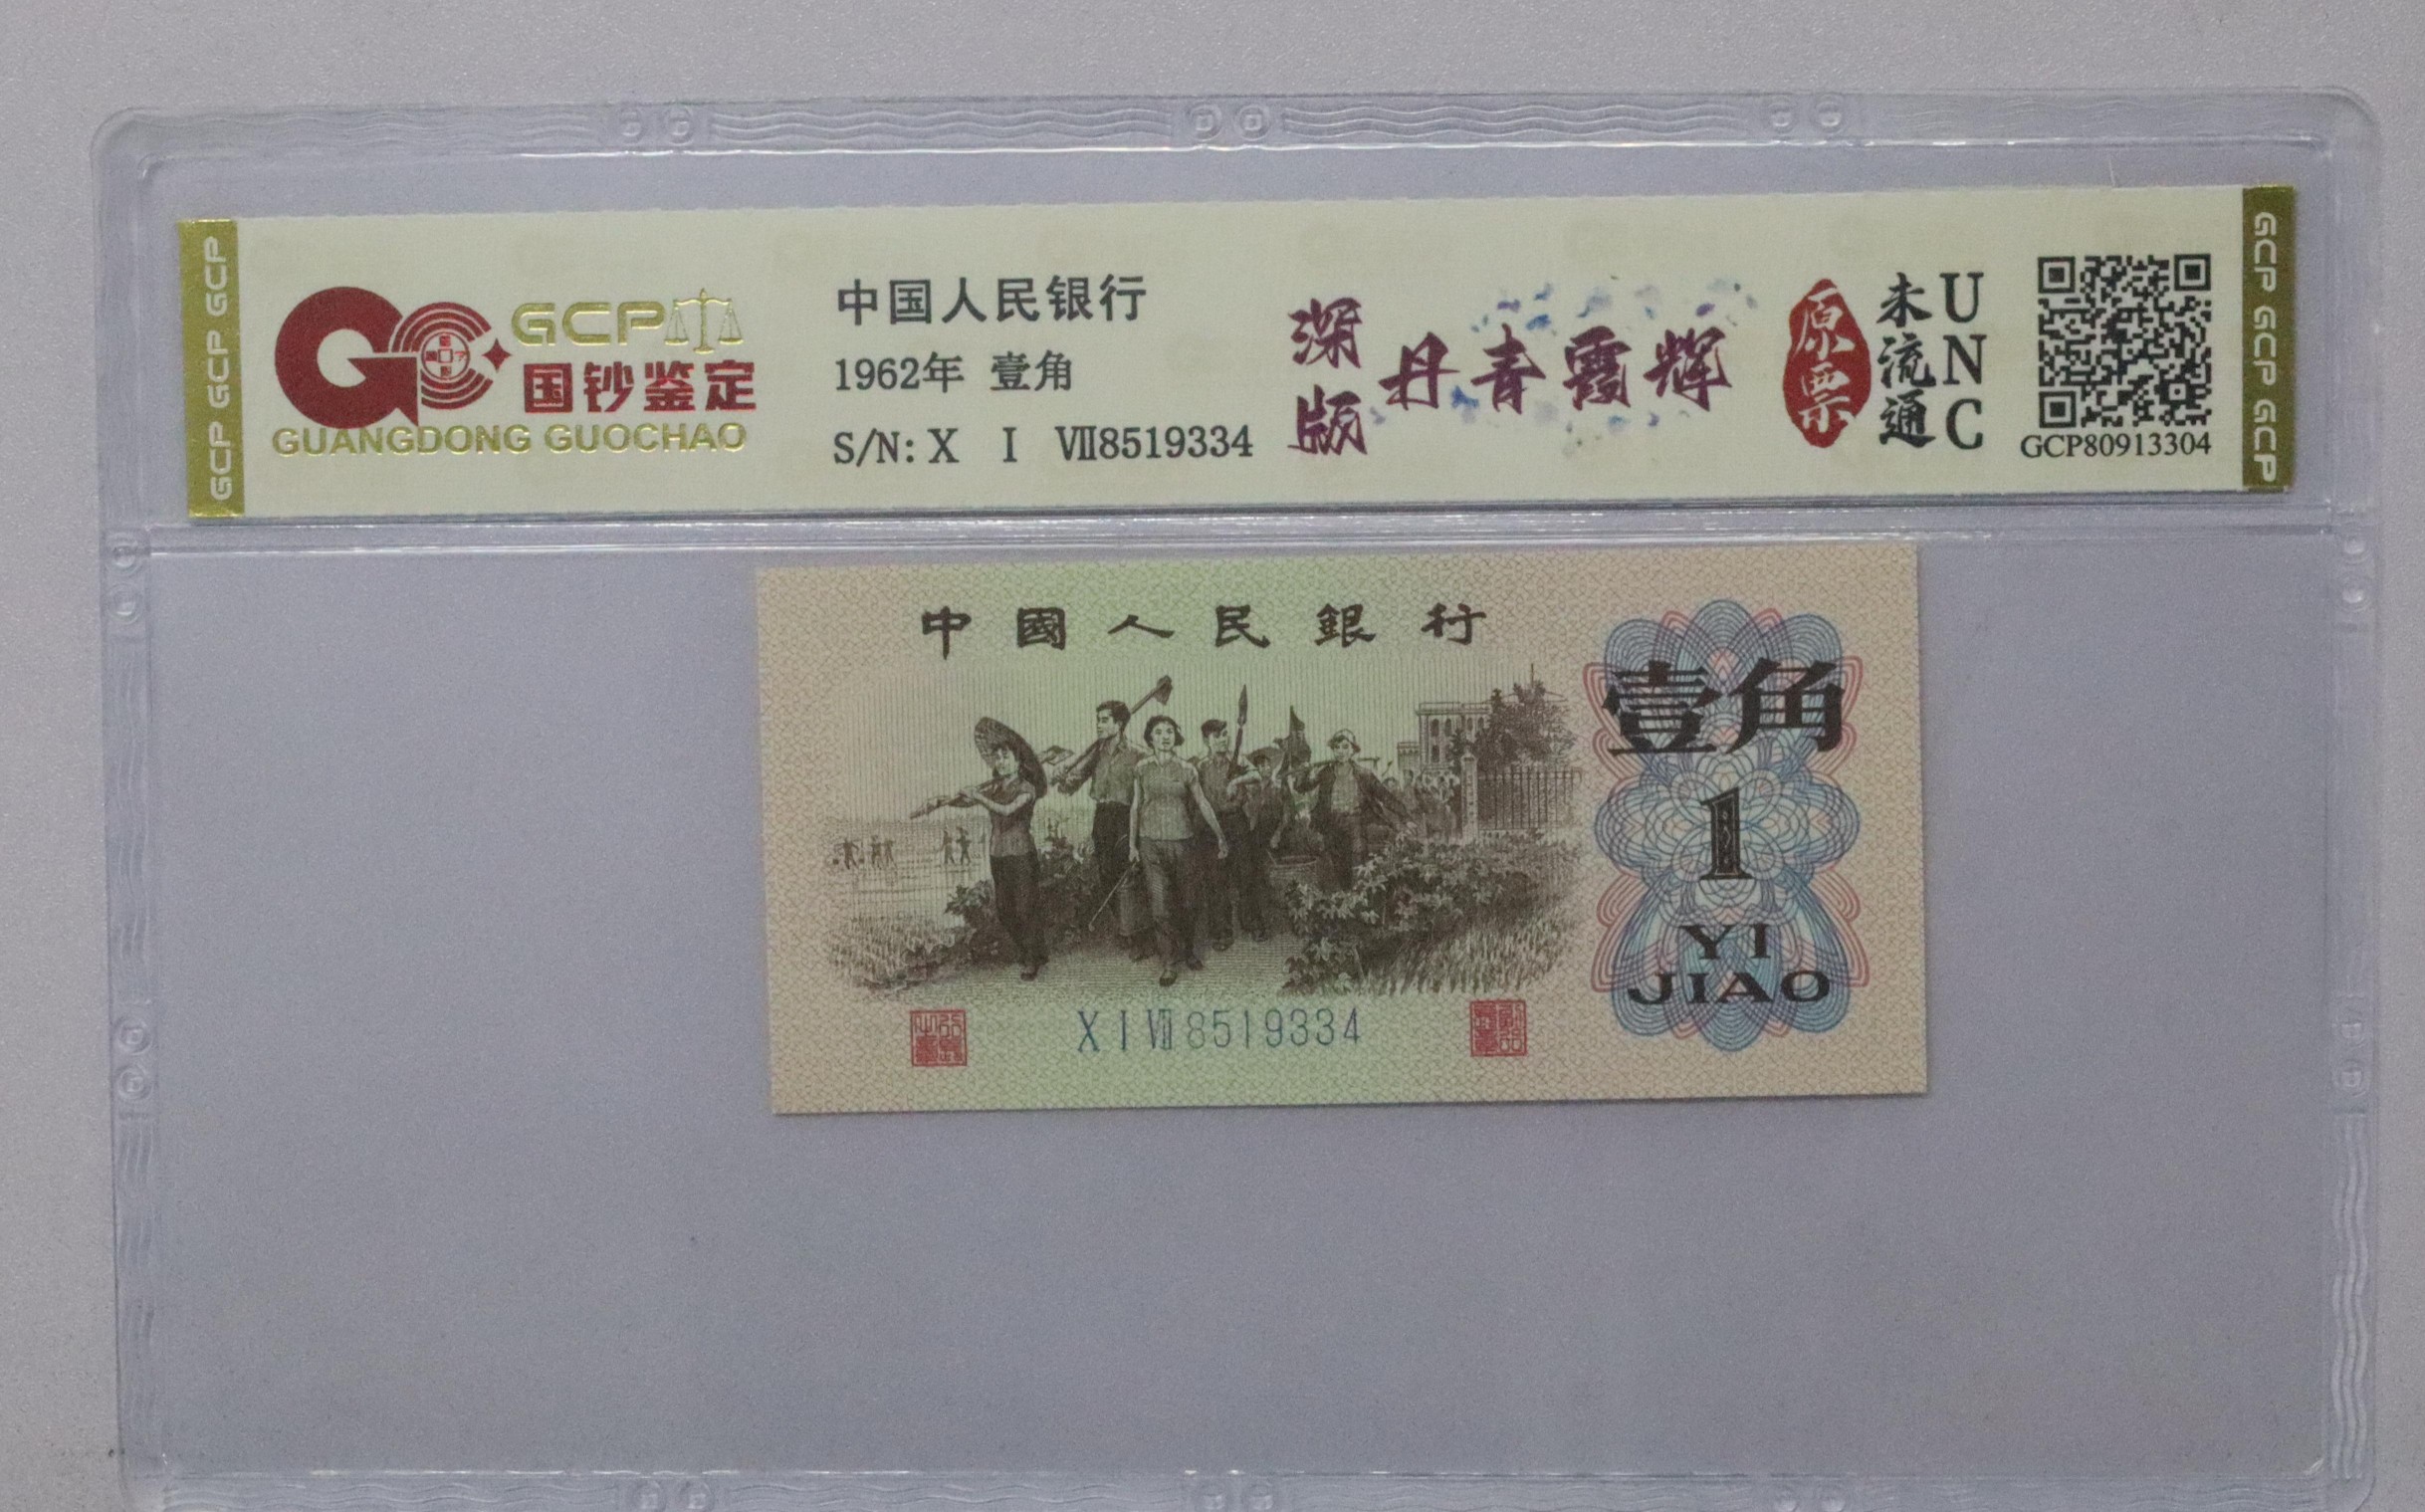 GCP GCP GCP
GCP
国钞鉴定
GUANGDONG GUOCHAO
中国人民银行
1962年 壹角
S/N: X I Ⅶ8519334
深版
丹青霞辉
原票
未流通
UNC
GCP80913304
GCP GCP GCP
中國人民銀行
壹角
1
YI
JIAO
X I Ⅶ 8519334